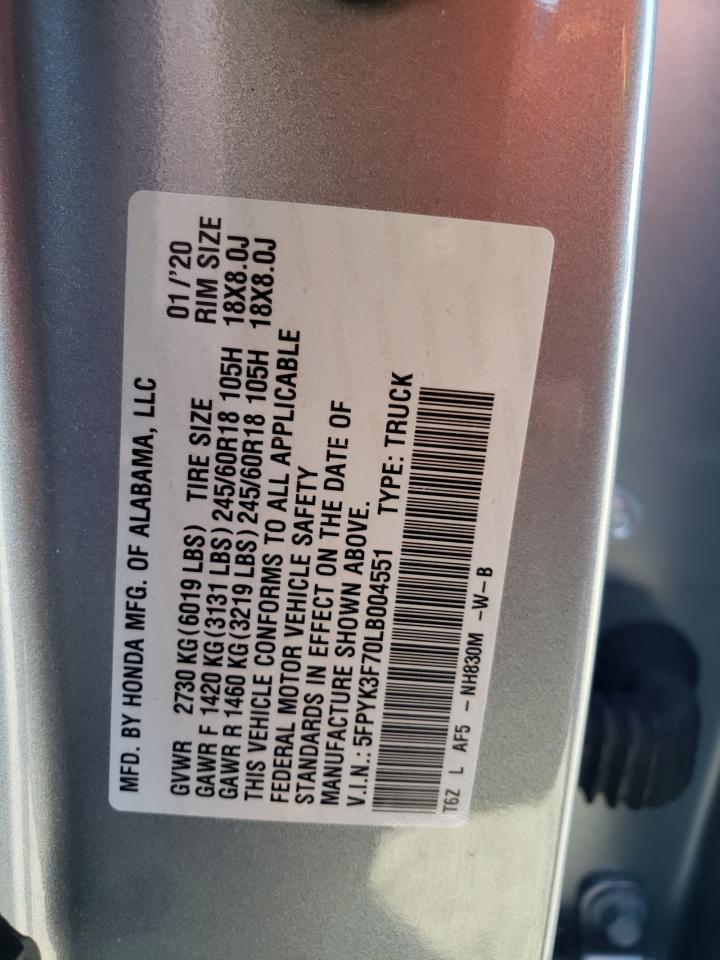 MFD. BY HONDA MFG. OF ALABAMA, LLC
01/'20
GVWR 2730 KG(6019 LBS) TIRE SIZE RIM SIZE
GAWR F 1420 KG(3131 LBS) 245/60R18 105H 18X8.0J
GAWR R 1460 KG(3219 LBS) 245/60R18 105H 18X8.0J
THIS VEHICLE CONFORMS TO ALL APPLICABLE
FEDERAL MOTOR VEHICLE SAFETY
STANDARDS IN EFFECT ON THE DATE OF
MANUFACTURE SHOWN ABOVE.
V.I.N.: 5FPYK3F70LB004551 TYPE: TRUCK
T6Z L AF5 -NH830M -W-B